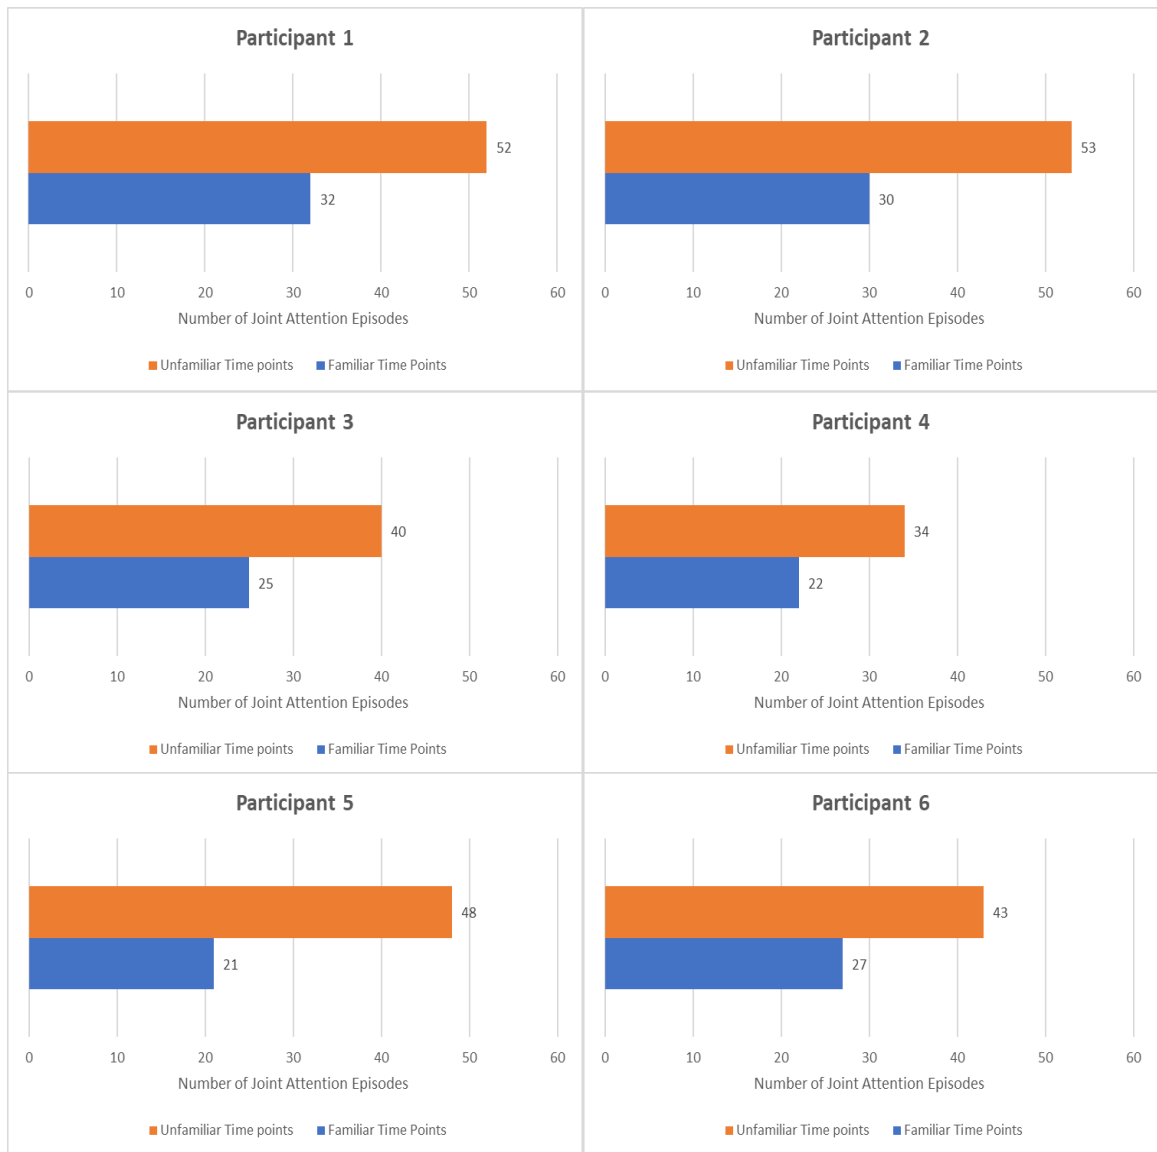 Participant 1
52
32
0 10 20 30 40 50 60
Number of Joint Attention Episodes
Unfamiliar Time points Familiar Time Points
Participant 2
53
30
0 10 20 30 40 50 60
Number of Joint Attention Episodes
Unfamiliar Time points Familiar Time Points
Participant 3
40
25
0 10 20 30 40 50 60
Number of Joint Attention Episodes
Unfamiliar Time points Familiar Time Points
Participant 4
34
22
0 10 20 30 40 50 60
Number of Joint Attention Episodes
Unfamiliar Time points Familiar Time Points
Participant 5
48
21
0 10 20 30 40 50 60
Number of Joint Attention Episodes
Unfamiliar Time points Familiar Time Points
Participant 6
43
27
0 10 20 30 40 50 60
Number of Joint Attention Episodes
Unfamiliar Time points Familiar Time Points